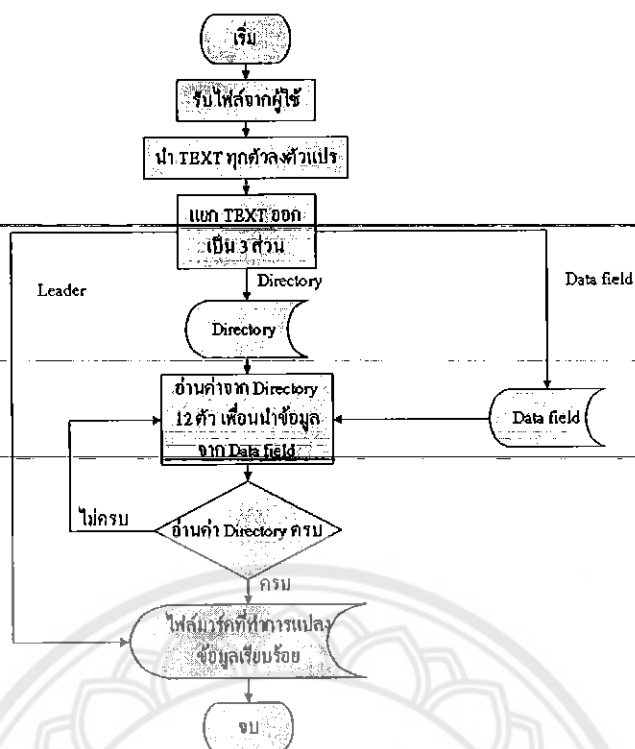 เริ่ม
รับไฟล์จากผู้ใช้
นำ TEXT ทุกตัวลงตัวแปร
แยก TEXT ออก
เป็น 3 ส่วน
Leader
Directory
Data field
Directory
อ่านค่าจาก Directory
12 ตัว เพื่อนนำข้อมูล
จาก Data field
Data field
ไม่ครบ
อ่านค่า Directory ครบ
ครบ
ไฟล์มาร์คที่ทำการแปลง
ข้อมูลเรียบร้อย
จบ